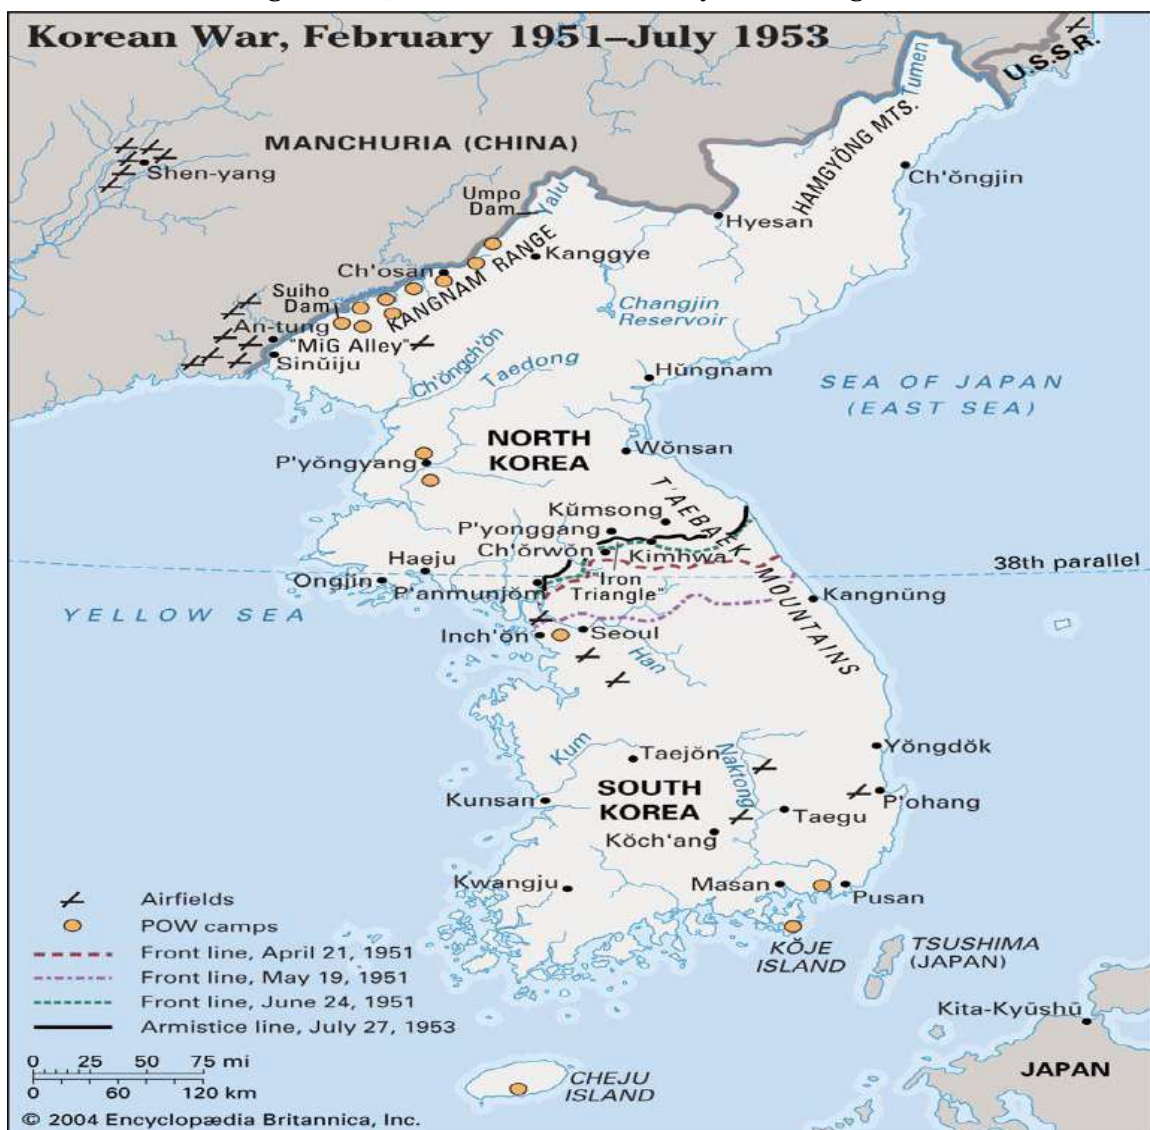 Korean War, February 1951–July 1953
U.S.S.R.
Tumen
MANCHURIA (CHINA)
HAMGYŎNG MTS.
Shen-yang
Ch'ŏngjin
Umpo
Dam
Yalu
Hyesan
Kanggye
Ch'osan
KANGNAM RANGE
Suiho
Dam
Changjin
Reservoir
An-tung
"MiG Alley"
Sinŭiju
Ch'ŏngch'ŏn
Taedong
Hŭngnam
SEA OF JAPAN
(EAST SEA)
NORTH
KOREA
Wŏnsan
P'yŏngyang
T'AEBAEK MOUNTAINS
Kŭmsong
P'yonggang
Ch'ŏrwŏn
Kimhwa
Haeju
38th parallel
Ongjin
"Iron
Triangle"
P'anmunjŏm
Kangnŭng
YELLOW SEA
Inch'ŏn
Seoul
Han
Kum
Taejŏn
Naktong
Yŏngdŏk
SOUTH
KOREA
Kunsan
P'ohang
Taegu
Kŏch'ang
Kwangju
Masan
Pusan
Airfields
POW camps
Front line, April 21, 1951
Front line, May 19, 1951
Front line, June 24, 1951
Armistice line, July 27, 1953
KŎJE
ISLAND
TSUSHIMA
(JAPAN)
Kita-Kyūshū
0 25 50 75 mi
0 60 120 km
CHEJU
ISLAND
JAPAN
© 2004 Encyclopædia Britannica, Inc.